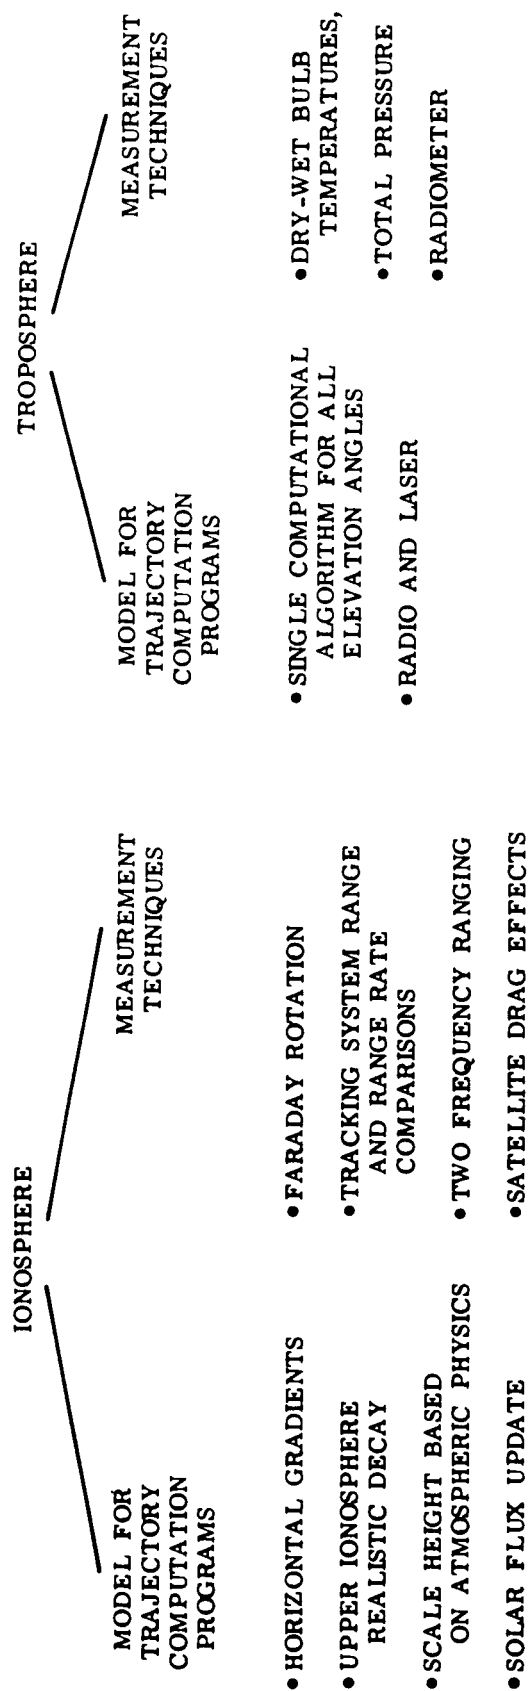 IONOSPHERE
MODEL FOR
TRAJECTORY
COMPUTATION
PROGRAMS
• HORIZONTAL GRADIENTS
• UPPER IONOSPHERE
REALISTIC DECAY
• SCALE HEIGHT BASED
ON ATMOSPHERIC PHYSICS
• SOLAR FLUX UPDATE
MEASUREMENT
TECHNIQUES
• FARADAY ROTATION
• TRACKING SYSTEM RANGE
AND RANGE RATE
COMPARISONS
• TWO FREQUENCY RANGING
• SATELLITE DRAG EFFECTS
TROPOSPHERE
MODEL FOR
TRAJECTORY
COMPUTATION
PROGRAMS
• SINGLE COMPUTATIONAL
ALGORITHM FOR ALL
ELEVATION ANGLES
• RADIO AND LASER
MEASUREMENT
TECHNIQUES
• DRY-WET BULB
TEMPERATURES,
• TOTAL PRESSURE
• RADIOMETER